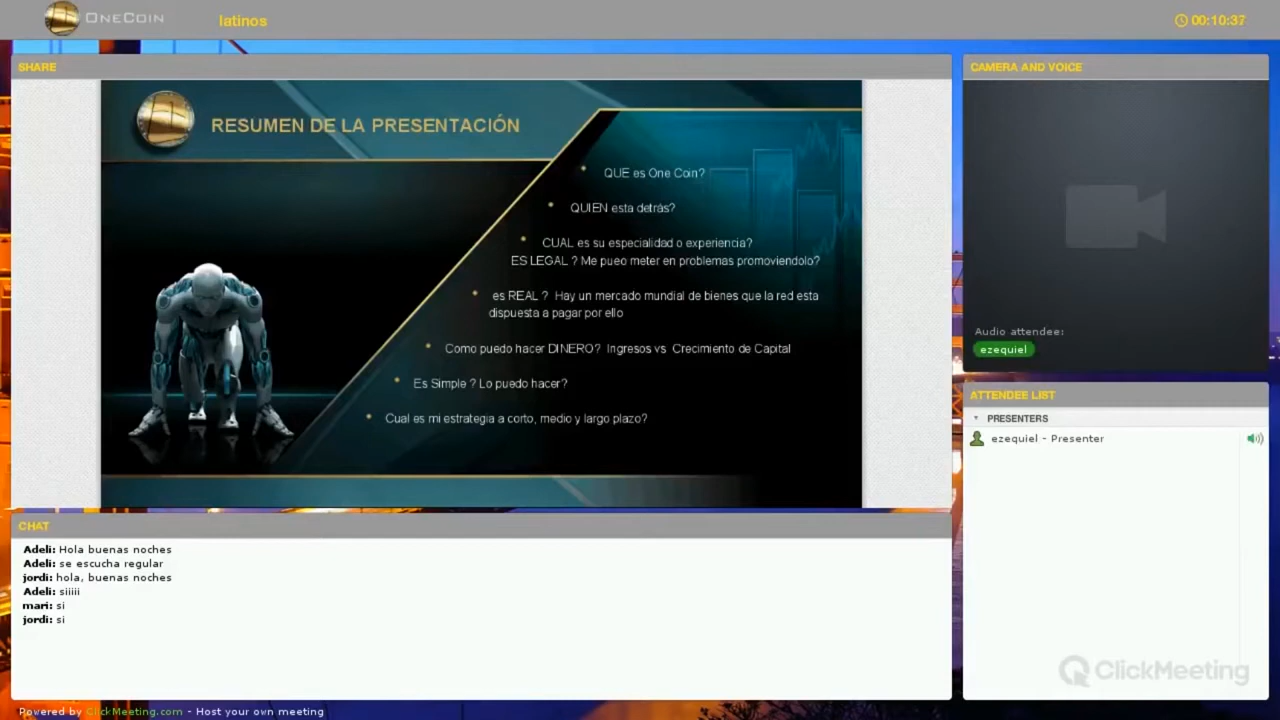 ONECOIN
latinos
00:10:37
SHARE
RESUMEN DE LA PRESENTACIÓN
QUE es One Coin?
QUIEN esta detrás?
CUAL es su especialidad o experiencia?
ES LEGAL ? Me pueo meter en problemas promoviendolo?
es REAL ? Hay un mercado mundial de bienes que la red esta
dispuesta a pagar por ello
Como puedo hacer DINERO? Ingresos vs Crecimiento de Capital
Es Simple ? Lo puedo hacer?
Cual es mi estrategia a corto, medio y largo plazo?
CAMERA AND VOICE
Audio attendee:
ezequiel
ATTENDEE LIST
PRESENTERS
ezequiel - Presenter
ClickMeeting
CHAT
Adeli: Hola buenas noches
Adeli: se escucha regular
jordi: hola, buenas noches
Adeli: siiiii
mari: si
jordi: si
Powered by ClickMeeting.com - Host your own meeting